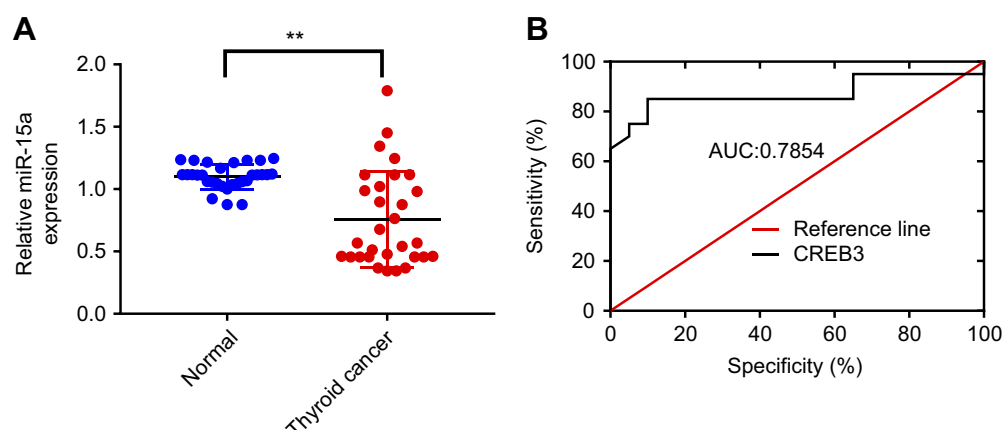 A
**
Relative miR-15a
expression
2.0
1.5
1.0
0.5
0.0
Normal
Thyroid cancer
B
Sensitivity (%)
100
80
60
40
20
0
AUC:0.7854
Reference line
CREB3
0
20
40
60
80
100
Specificity (%)